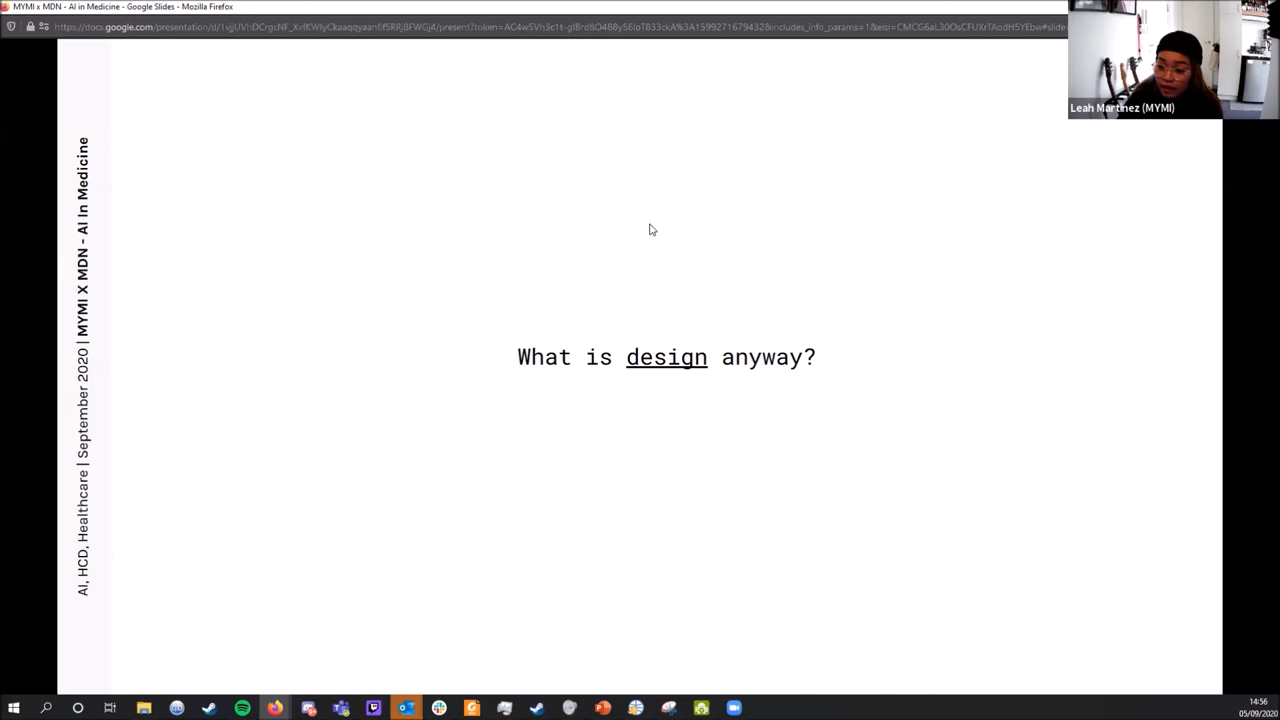 MYMI x MDN - AI in Medicine - Google Slides - Mozilla Firefox
Leah Martinez (MYMI)
AI, HCD, Healthcare | September 2020 | MYMI X MDN - AI In Medicine
What is design anyway?
14:56
05/09/2020